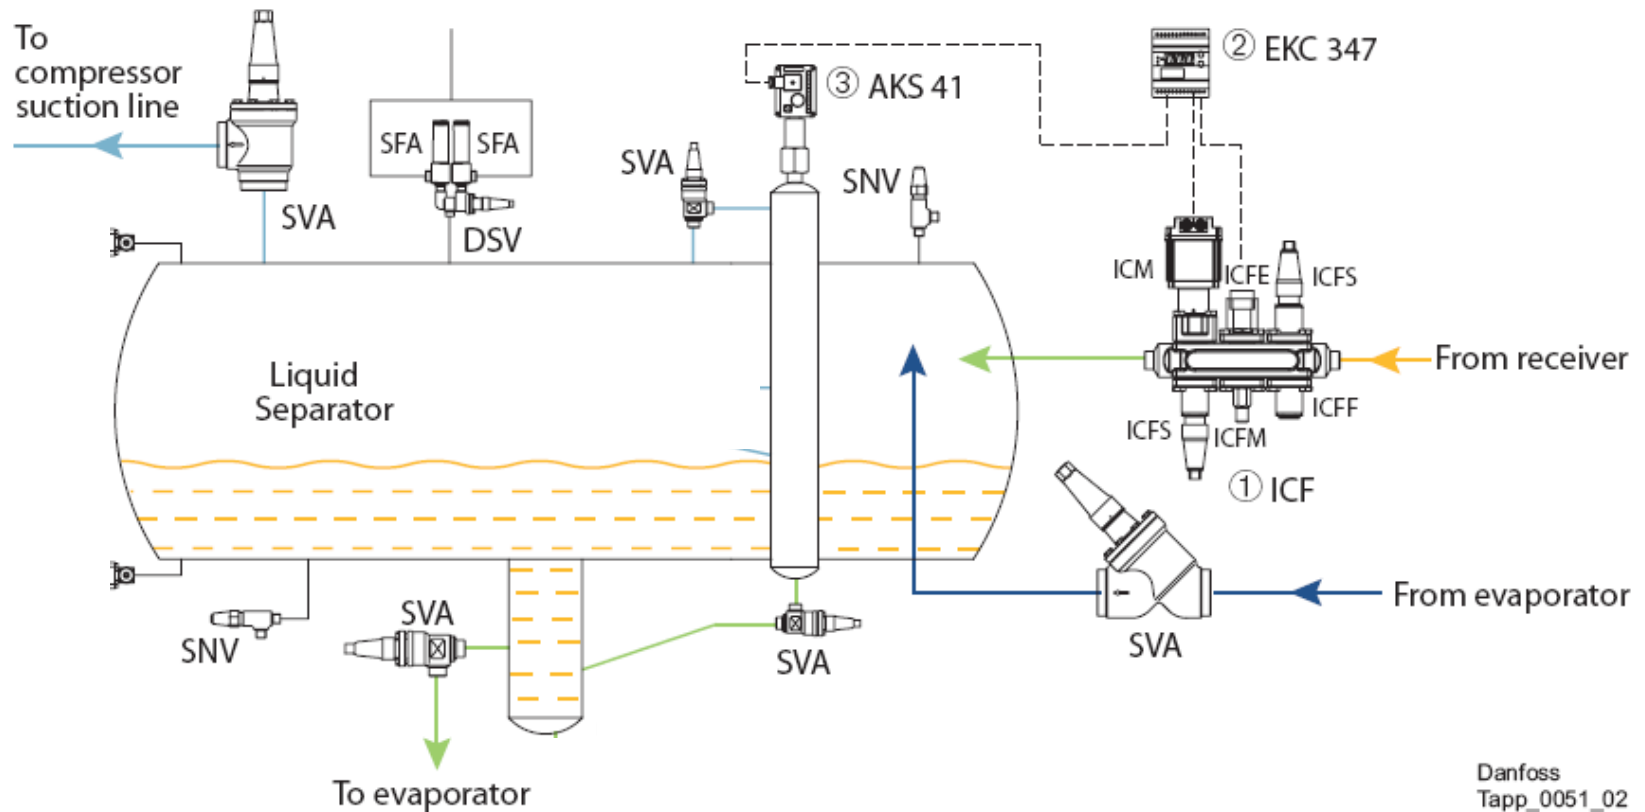 To
compressor
suction line
② EKC 347
③ AKS 41
SFA
SFA
SVA
SNV
SVA
DSV
ICM
ICFE
ICFS
From receiver
Liquid
Separator
ICFF
ICFS
ICFM
① ICF
From evaporator
SVA
SNV
SVA
SVA
To evaporator
Danfoss
Tapp_0051_02